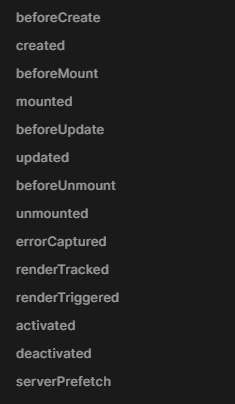 beforeCreate
created
beforeMount
mounted
beforeUpdate
updated
beforeUnmount
unmounted
errorCaptured
renderTracked
renderTriggered
activated
deactivated
serverPrefetch